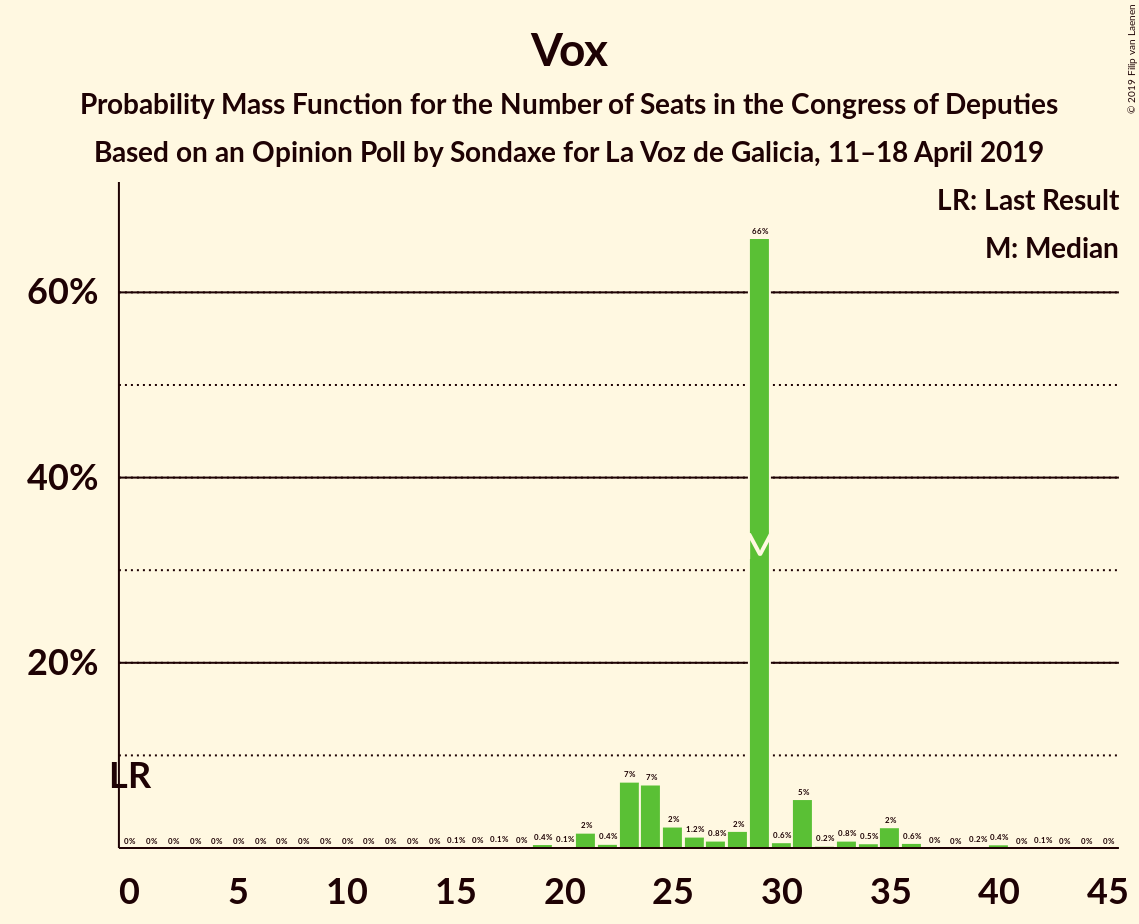 Vox
Probability Mass Function for the Number of Seats in the Congress of Deputies
Based on an Opinion Poll by Sondaxe for La Voz de Galicia, 11–18 April 2019
© 2019 Filip van Laenen
LR: Last Result
M: Median
60%
40%
20%
LR
M
0% 0% 0% 0% 0% 0% 0% 0% 0% 0% 0% 0% 0% 0% 0% 0.1% 0% 0.1% 0% 0.4% 0.1% 2% 0.4% 7% 7% 2% 1.2% 0.8% 2% 66% 0.6% 5% 0.2% 0.8% 0.5% 2% 0.6% 0% 0% 0.2% 0.4% 0% 0.1% 0% 0% 0%
0 5 10 15 20 25 30 35 40 45